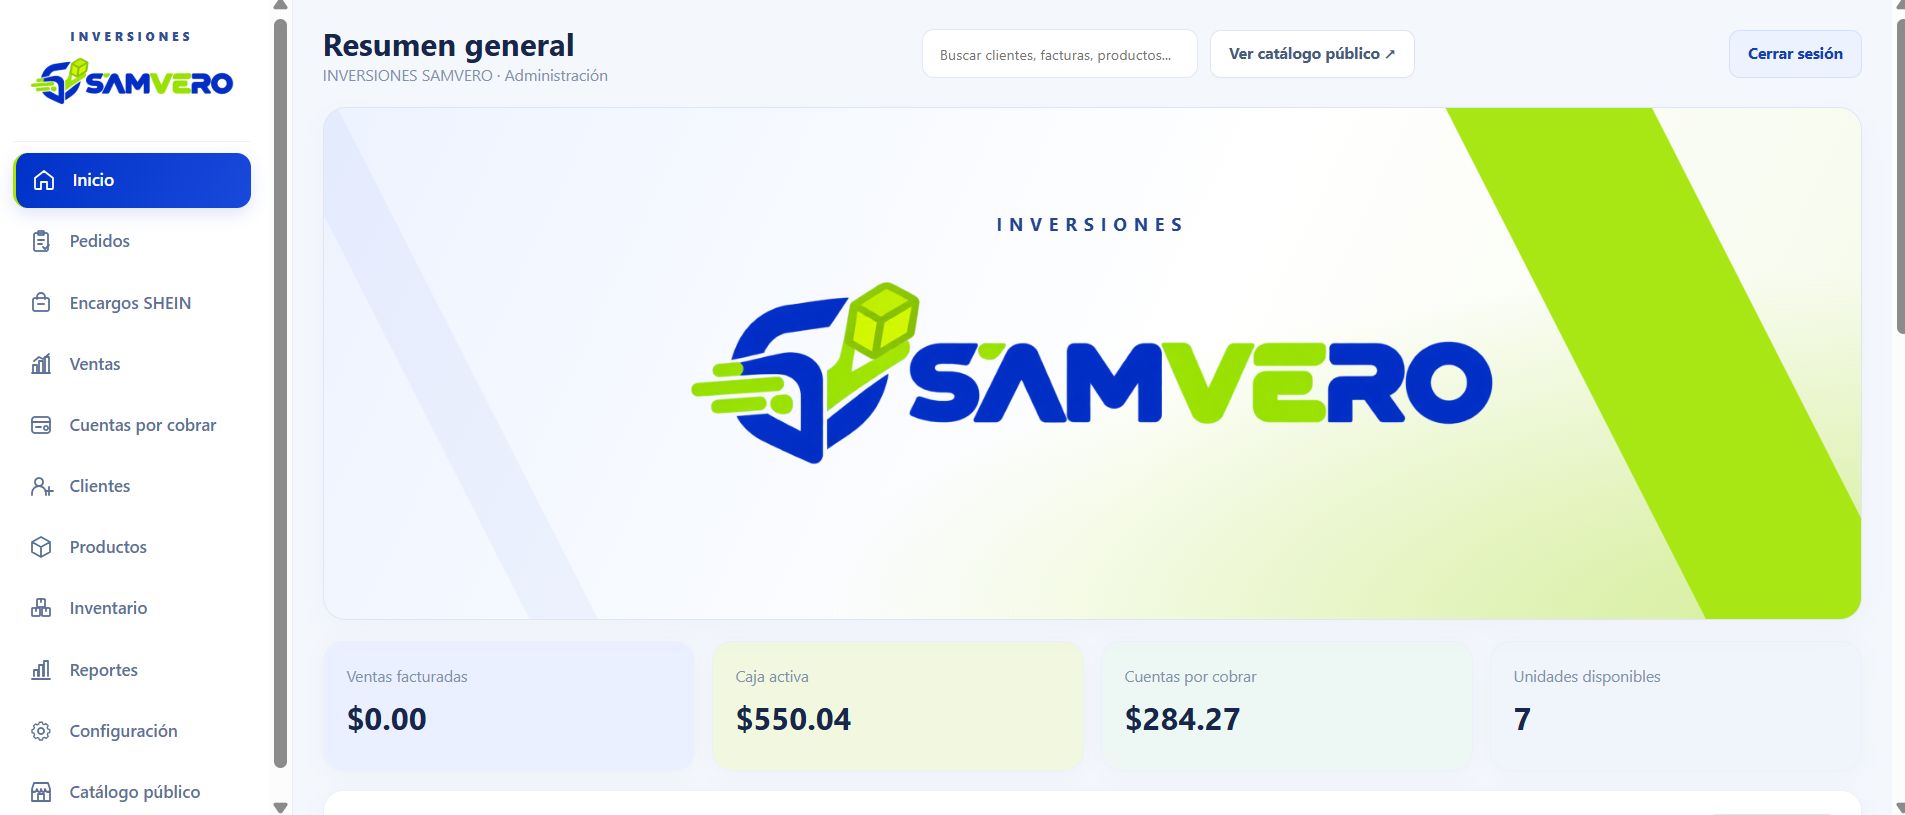 INVERSIONES
SAMVERO
Inicio
Pedidos
Encargos SHEIN
Ventas
Cuentas por cobrar
Clientes
Productos
Inventario
Reportes
Configuración
Catálogo público
Resumen general
INVERSIONES SAMVERO · Administración
Buscar clientes, facturas, productos...
Ver catálogo público ↗
Cerrar sesión
INVERSIONES
SAMVERO
Ventas facturadas
$0.00
Caja activa
$550.04
Cuentas por cobrar
$284.27
Unidades disponibles
7